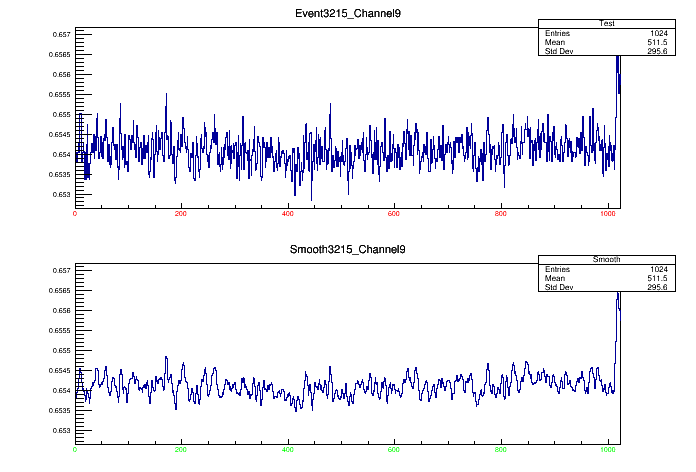 Event3215_Channel9
Test
Entries 1024
Mean 511.5
Std Dev 295.6
0.657
0.6565
0.656
0.6555
0.655
0.6545
0.654
0.6535
0.653
0 200 400 600 800 1000
Smooth3215_Channel9
Smooth
Entries 1024
Mean 511.5
Std Dev 295.6
0.657
0.6565
0.656
0.6555
0.655
0.6545
0.654
0.6535
0.653
0 200 400 600 800 1000